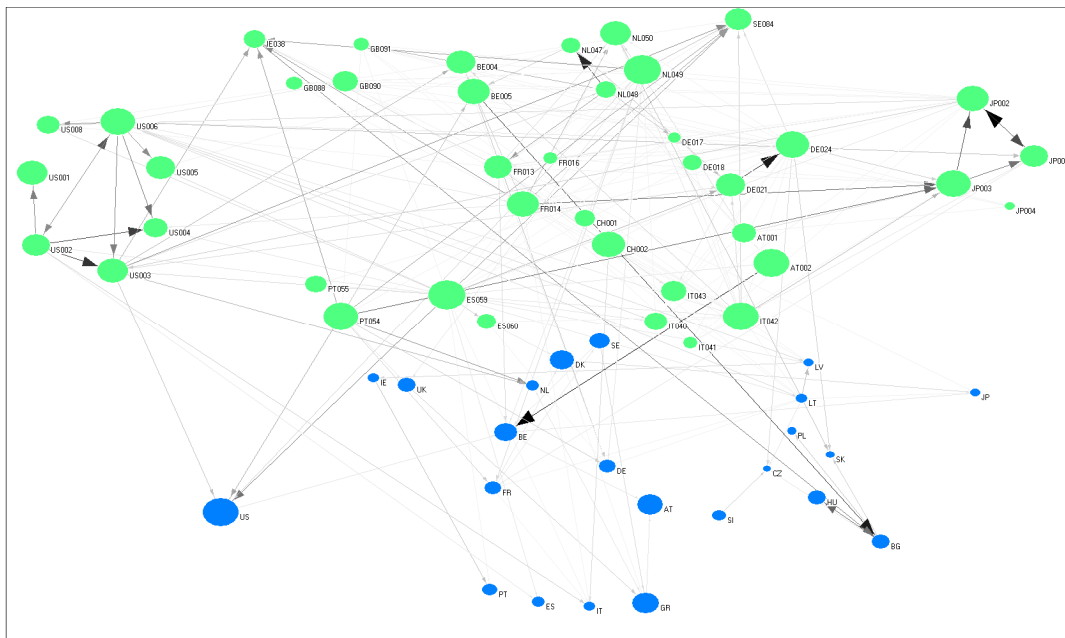 SE084
JE038
GB091
NL047
NL050
BE004
NL049
GB088
GB090
BE005
NL048
JP002
US008
US006
DE017
DE024
JP00
FR016
US001
US005
FR013
DE018
DE021
JP003
FR014
JP004
CH001
US004
AT001
US002
CH002
US003
AT002
PT055
IT043
ES059
PT054
ES060
IT040
IT042
IT041
SE
DK
LV
IE
UK
NL
LT
JP
BE
PL
SK
DE
CZ
FR
HU
US
AT
SI
BG
PT
ES
IT
GR